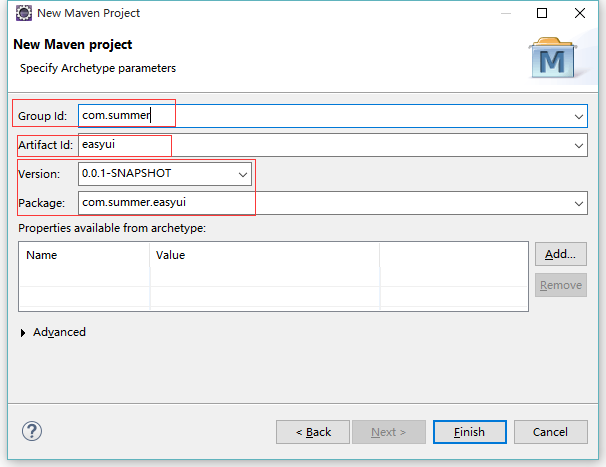 New Maven Project
New Maven project
Specify Archetype parameters
M
Group Id: com.summer
Artifact Id: easyui
Version: 0.0.1-SNAPSHOT
Package: com.summer.easyui
Properties available from archetype:
Name Value
Add...
Remove
Advanced
? < Back Next > Finish Cancel